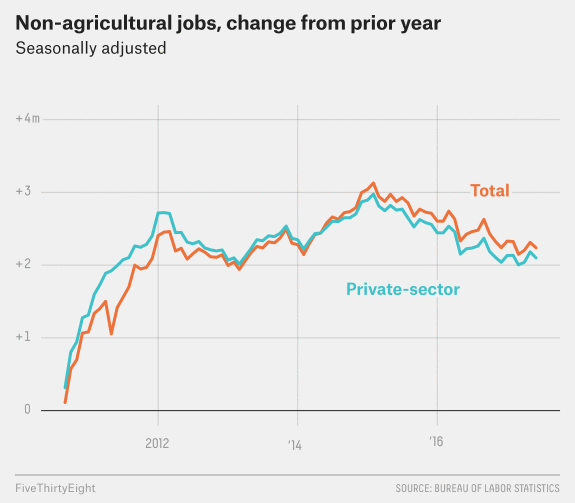 Non-agricultural jobs, change from prior year
Seasonally adjusted
+4m
+3
Total
+2
Private-sector
+1
0
2012
‘14
‘16
FiveThirtyEight
SOURCE: BUREAU OF LABOR STATISTICS